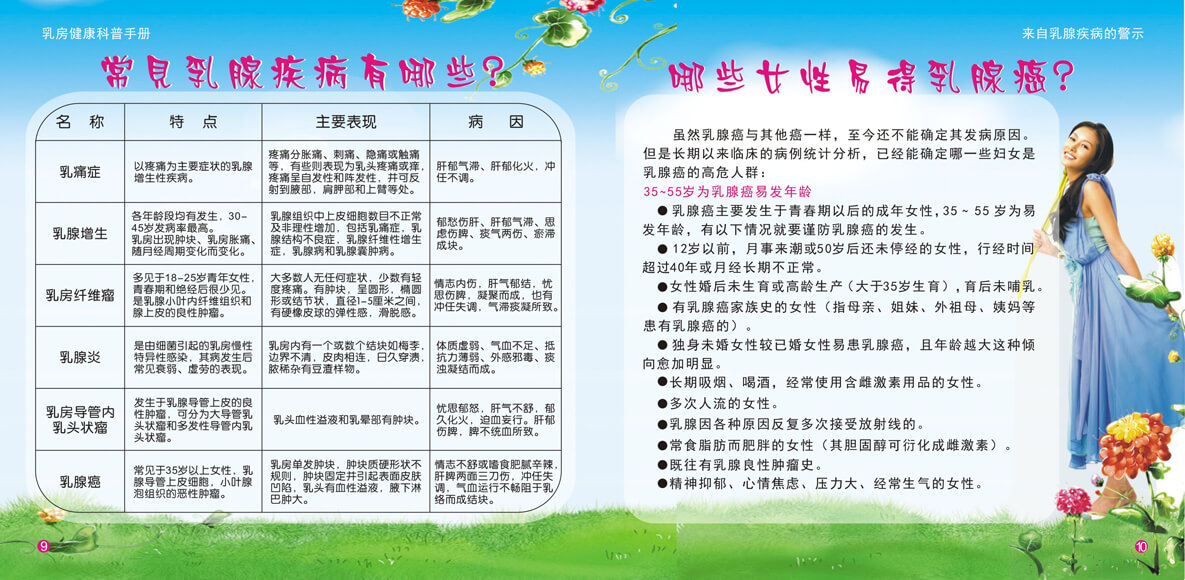 乳房健康科普手册
常见乳腺疾病有哪些?
名 称
特 点
主要表现
病 因
乳痛症
以疼痛为主要症状的乳腺
增生性疾病。
疼痛分胀痛、刺痛、隐痛或触痛
等，有些则表现为乳头疼痛或痒，
疼痛呈自发性和阵发性，并可反
射到腋部，肩胛部和上臂等处。
肝郁气滞、肝郁化火，冲
任不调。
乳腺增生
各年龄段均有发生，30-
45岁发病率最高。
乳房出现肿块、乳房胀痛、
随月经周期变化而变化。
乳腺组织中上皮细胞数目不正常
及非理性增加，包括乳痛症，乳
腺结构不良症，乳腺纤维性增生
症，乳腺病和乳腺囊肿病。
郁愁伤肝、肝郁气滞、思
虑伤脾、痰气两伤、瘀滞
成块。
乳房纤维瘤
多见于18-25岁青年女性，
青春期和绝经后很少见。
是乳腺小叶内纤维组织和
腺上皮的良性肿瘤。
大多数人无任何症状，少数有轻
度疼痛。有肿块，呈圆形，椭圆
形或结节状，直径1-5厘米之间，
有硬橡皮球的弹性感，滑脱感。
情志内伤，肝气郁结，忧
思伤脾，凝聚而成，也有
冲任失调，气滞痰凝所致。
乳腺炎
是由细菌引起的乳房慢性
特异性感染，其病发生后
常见衰弱、虚劳的表现。
乳房内有一个或数个结块如梅李，
边界不清，皮肉相连，日久穿溃，
脓稀杂有豆渣样物。
体质虚弱、气血不足、抵
抗力薄弱、外感邪毒、痰
浊凝结而成。
乳房导管内
乳头状瘤
发生于乳腺导管上皮的良
性肿瘤，可分为大导管乳
头状瘤和多发性导管内乳
头状瘤。
乳头血性溢液和乳晕部有肿块。
忧思郁怒，肝气不舒，郁
久化火，迫血妄行。肝郁
伤脾，脾不统血所致。
乳腺癌
常见于35岁以上女性，乳
腺导管上皮细胞，小叶腺
泡组织的恶性肿瘤。
乳房单发肿块，肿块质硬形状不
规则，肿块固定并引起表面皮肤
凹陷，乳头有血性溢液，腋下淋
巴肿大。
情志不舒或嗜食肥腻辛辣，
肝脾两面三刀伤，冲任失
调，气血运行不畅阻于乳
络而成结块。
9
来自乳腺疾病的警示
哪些女性易得乳腺癌?
虽然乳腺癌与其他癌一样，至今还不能确定其发病原因。
但是长期以来临床的病例统计分析，已经能确定哪一些妇女是
乳腺癌的高危人群：
35~55岁为乳腺癌易发年龄
●乳腺癌主要发生于青春期以后的成年女性，35 ~ 55 岁为易
发年龄，有以下情况就要谨防乳腺癌的发生。
●12岁以前，月事来潮或50岁后还未停经的女性，行经时间
超过40年或月经长期不正常。
●女性婚后未生育或高龄生产（大于35岁生育），育后未哺乳。
●有乳腺癌家族史的女性（指母亲、姐妹、外祖母、姨妈等
患有乳腺癌的）。
●独身未婚女性较已婚女性易患乳腺癌，且年龄越大这种倾
向愈加明显。
●长期吸烟、喝酒，经常使用含雌激素用品的女性。
●多次人流的女性。
●乳腺因各种原因反复多次接受放射线的。
●常食脂肪而肥胖的女性（其胆固醇可衍化成雌激素）。
●既往有乳腺良性肿瘤史。
●精神抑郁、心情焦虑、压力大、经常生气的女性。
10